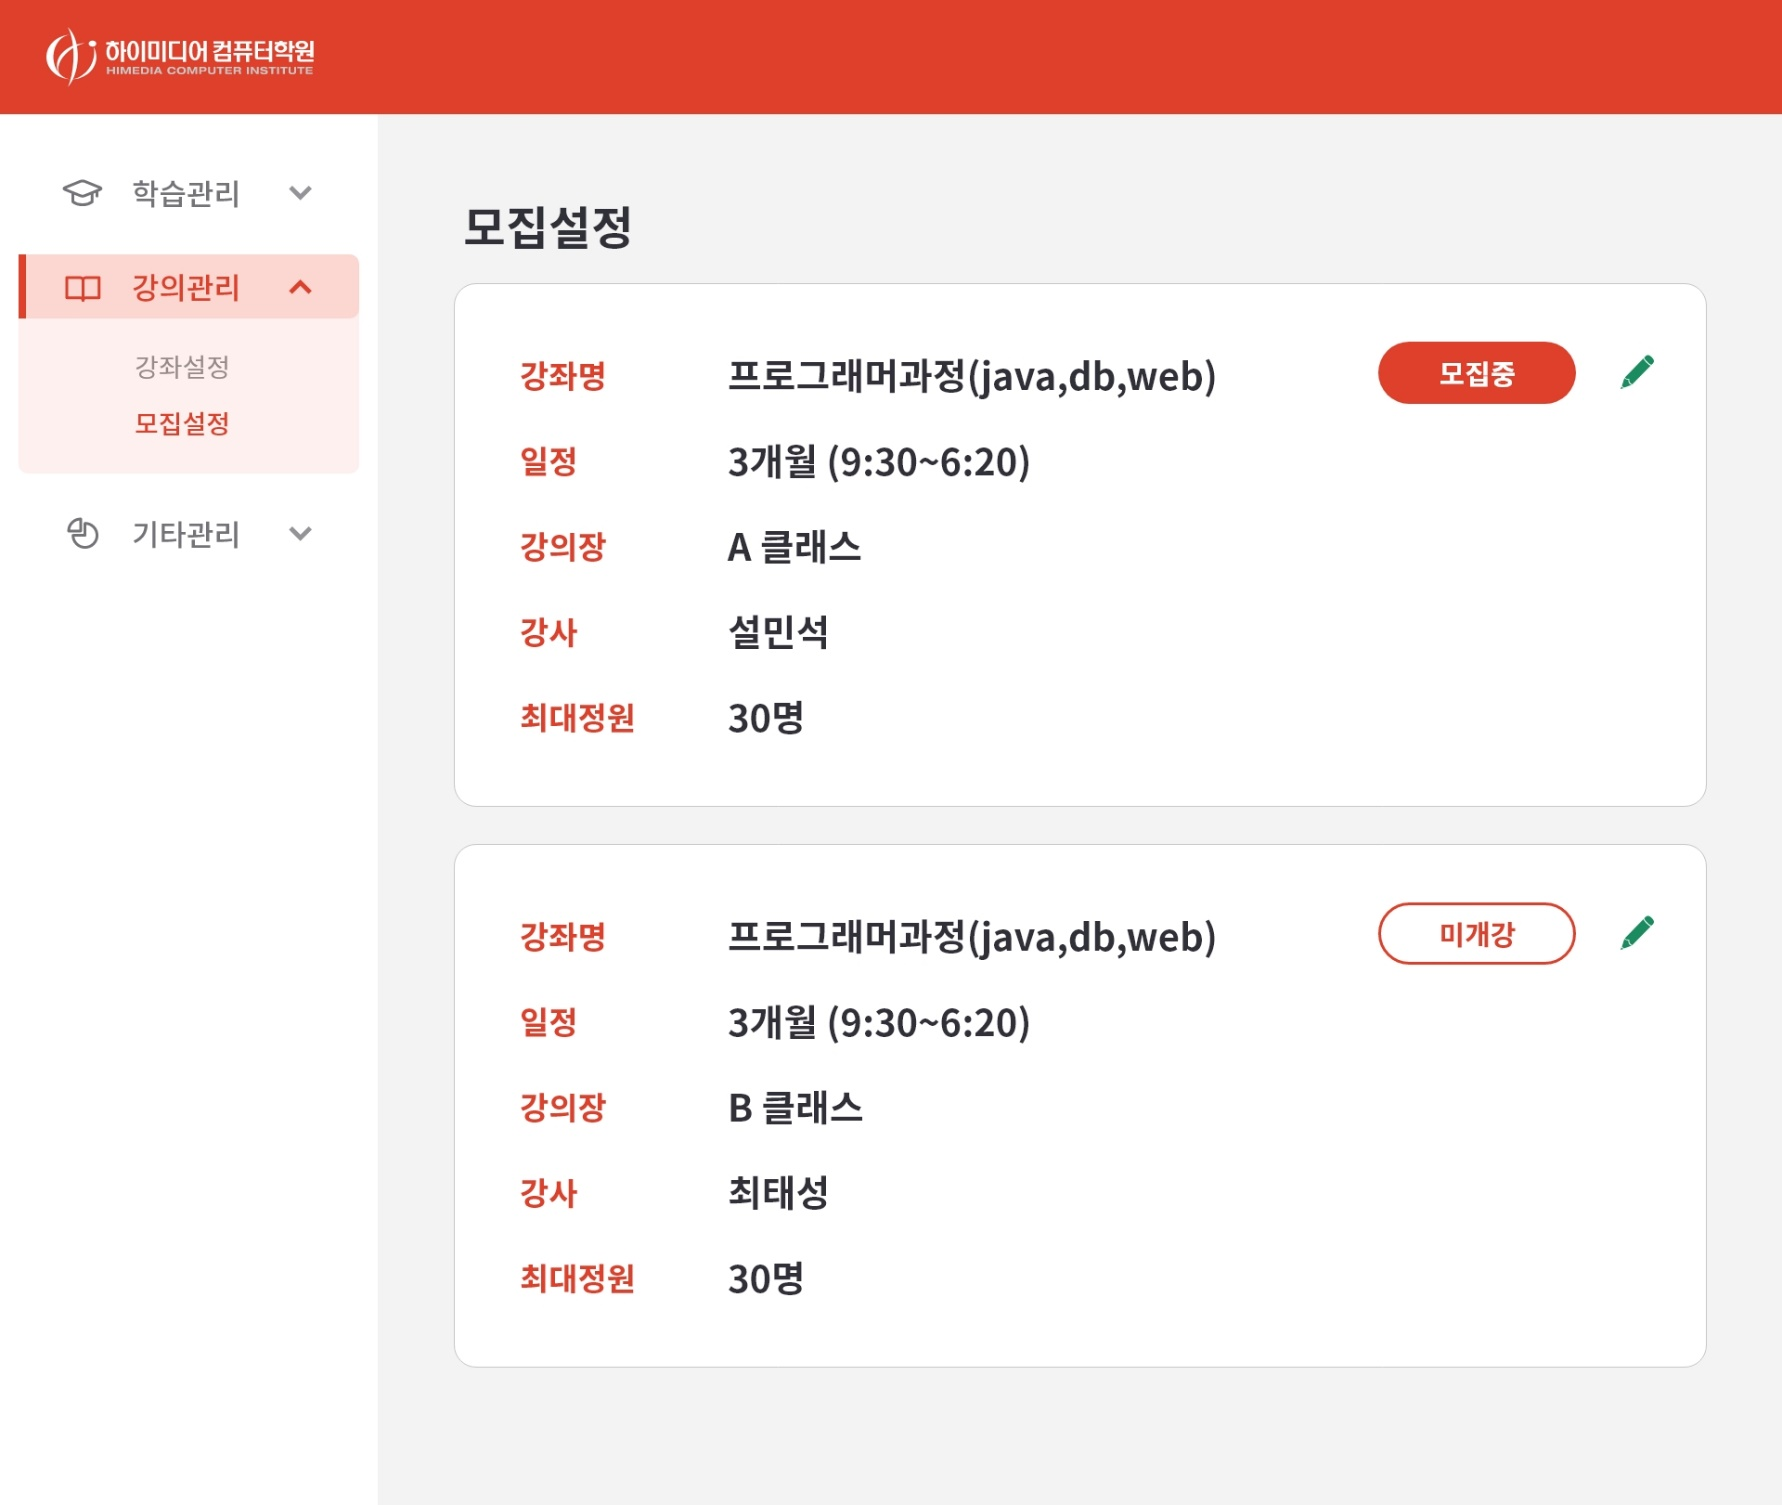 하이미디어 컴퓨터학원
HIMEDIA COMPUTER INSTITUTE
학습관리
강의관리
강좌설정
모집설정
기타관리
모집설정
강좌명 프로그래머과정(java,db,web) 모집중
일정 3개월 (9:30~6:20)
강의장 A 클래스
강사 설민석
최대정원 30명
강좌명 프로그래머과정(java,db,web) 미개강
일정 3개월 (9:30~6:20)
강의장 B 클래스
강사 최태성
최대정원 30명